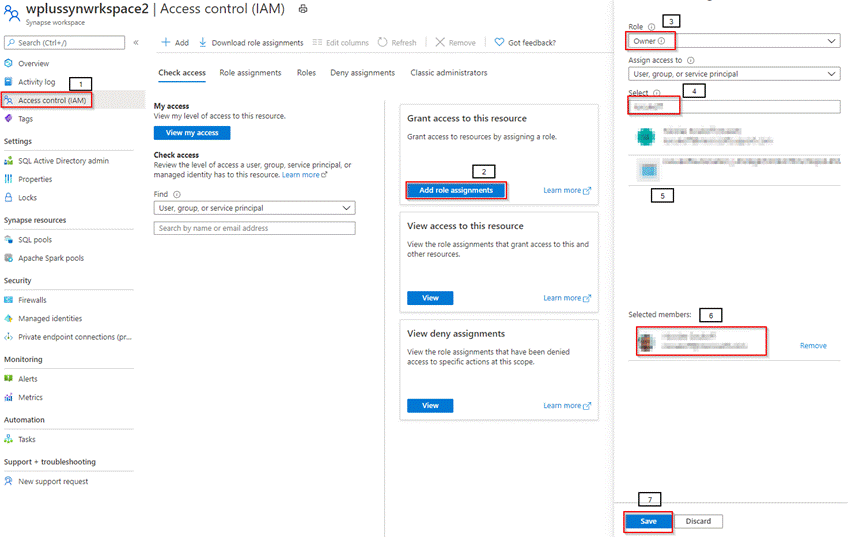 wplussynwrkspace2 | Access control (IAM)
Synapse workspace
Search (Ctrl+/)
«
Overview
Activity log
1
Access control (IAM)
Tags
Settings
SQL Active Directory admin
Properties
Locks
Synapse resources
SQL pools
Apache Spark pools
Security
Firewalls
Managed identities
Private endpoint connections (pr...
Monitoring
Alerts
Metrics
Automation
Tasks
Support + troubleshooting
New support request
Add
Download role assignments
Edit columns
Refresh
Remove
Got feedback?
Check access
Role assignments
Roles
Deny assignments
Classic administrators
My access
View my level of access to this resource.
View my access
Check access
Review the level of access a user, group, service principal, or
managed identity has to this resource. Learn more
Find
User, group, or service principal
Search by name or email address
Grant access to this resource
Grant access to resources by assigning a role.
2
Add role assignments
Learn more
View access to this resource
View the role assignments that grant access to this and
other resources.
View
Learn more
View deny assignments
View the role assignments that have been denied
access to specific actions at this scope.
View
Learn more
Role
3
Owner
Assign access to
User, group, or service principal
Select
4
5
Selected members:
6
Remove
7
Save
Discard